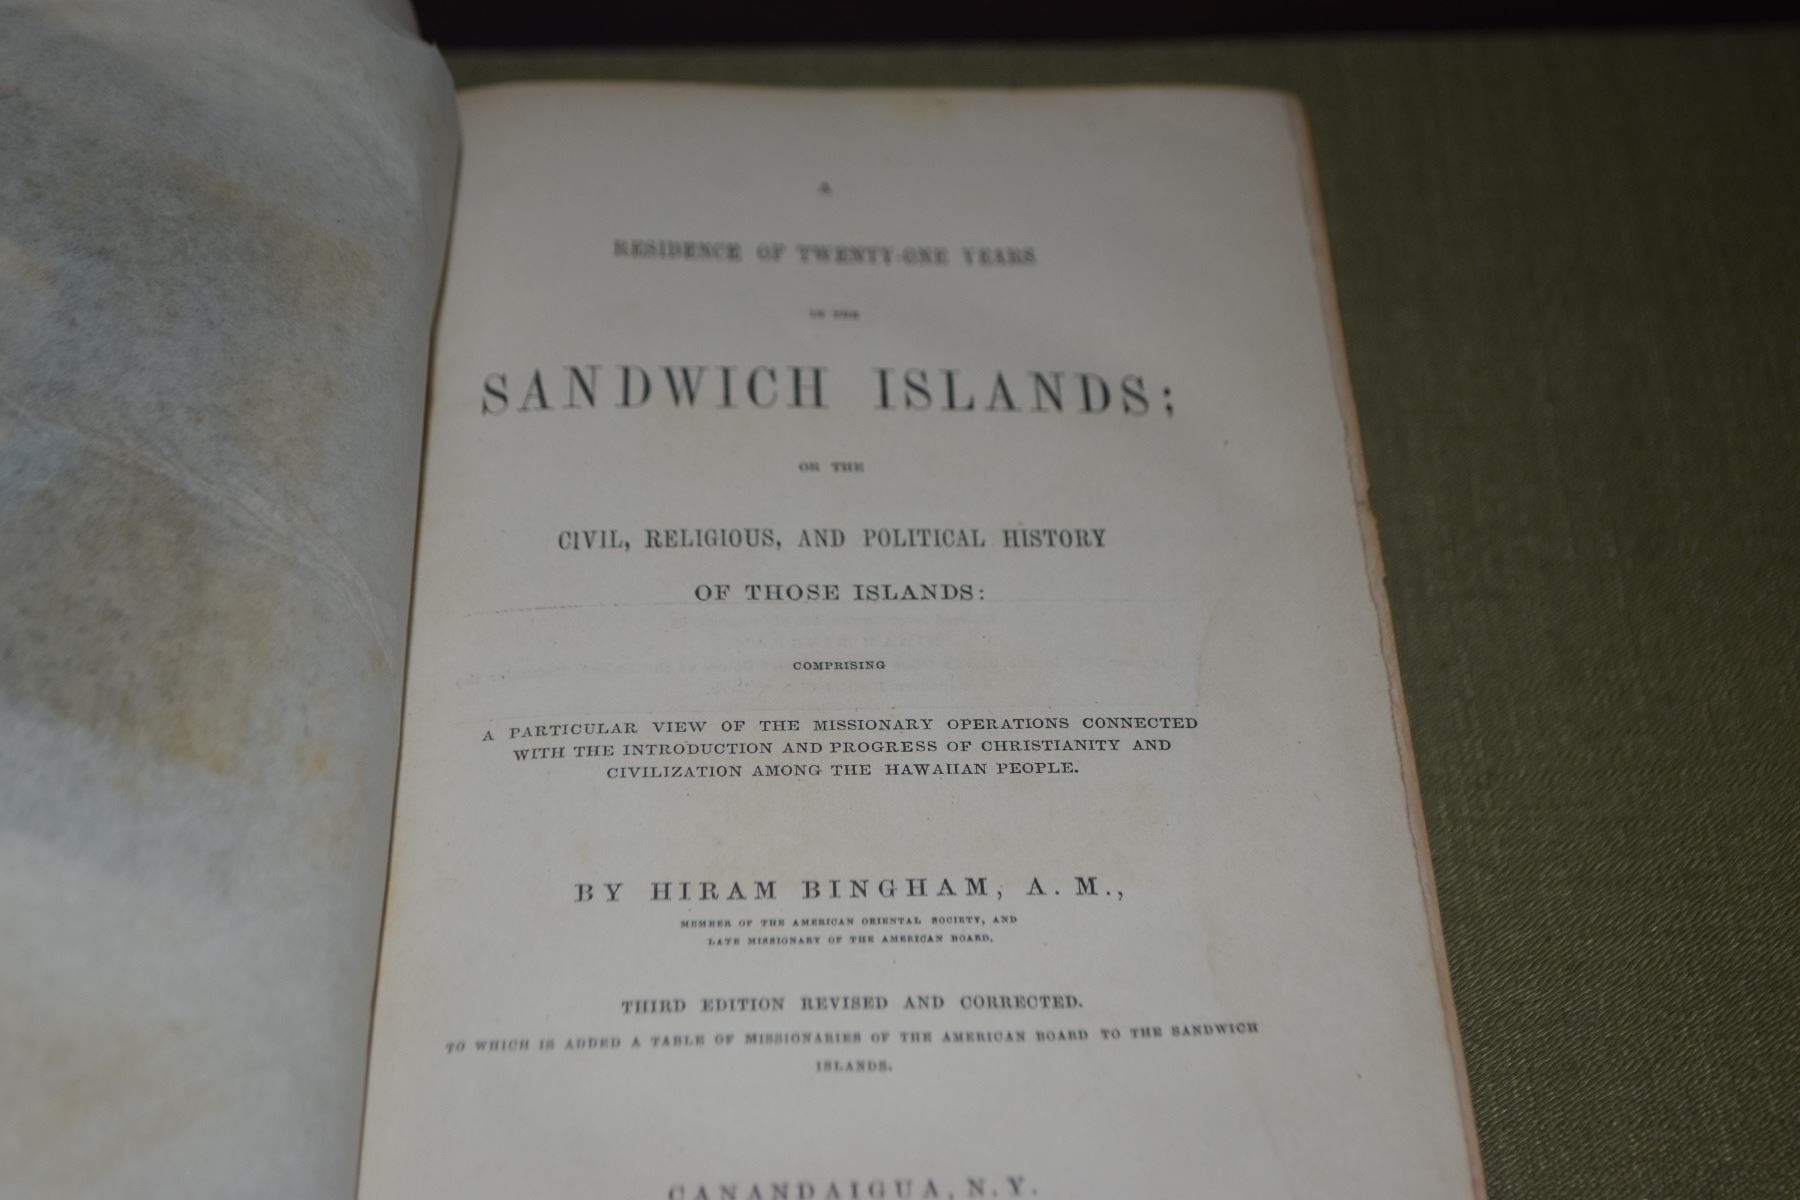 A
RESIDENCE OF TWENTY-ONE YEARS
IN THE
SANDWICH ISLANDS;
OR THE
CIVIL, RELIGIOUS, AND POLITICAL HISTORY
OF THOSE ISLANDS:
COMPRISING
A PARTICULAR VIEW OF THE MISSIONARY OPERATIONS CONNECTED
WITH THE INTRODUCTION AND PROGRESS OF CHRISTIANITY AND
CIVILIZATION AMONG THE HAWAIIAN PEOPLE.
BY HIRAM BINGHAM, A. M.,
MEMBER OF THE AMERICAN ORIENTAL SOCIETY, AND
LATE MISSIONARY OF THE AMERICAN BOARD.
THIRD EDITION REVISED AND CORRECTED.
TO WHICH IS ADDED A TABLE OF MISSIONARIES OF THE AMERICAN BOARD TO THE SANDWICH
ISLANDS.
CANANDAIGUA, N.Y.